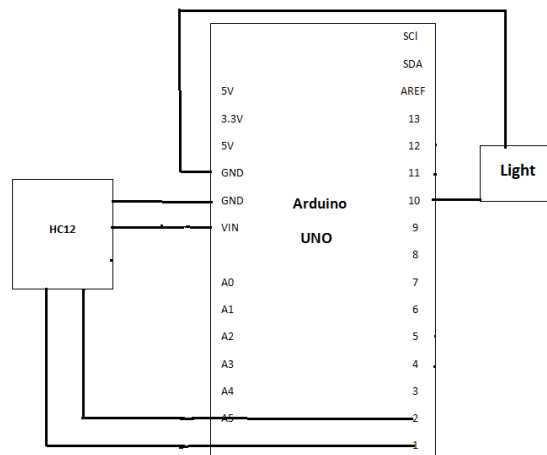 SCl
SDA
5V
AREF
3.3V
13
5V
12
GND
11
Light
HC12
GND
Arduino
10
VIN
UNO
9
8
A0
7
A1
6
A2
5
A3
4
A4
3
A5
2
1